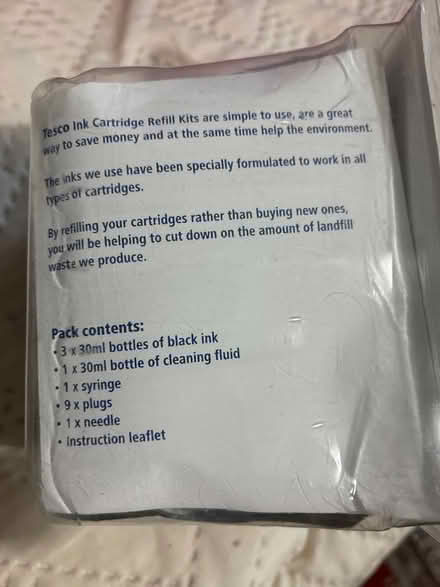 Tesco Ink Cartridge Refill Kits are simple to use, are a great
way to save money and at the same time help the environment.
The inks we use have been specially formulated to work in all
types of cartridges.
By refilling your cartridges rather than buying new ones,
you will be helping to cut down on the amount of landfill
waste we produce.
Pack contents:
• 3 x 30ml bottles of black ink
• 1 x 30ml bottle of cleaning fluid
• 1 x syringe
• 9 x plugs
• 1 x needle
• Instruction leaflet